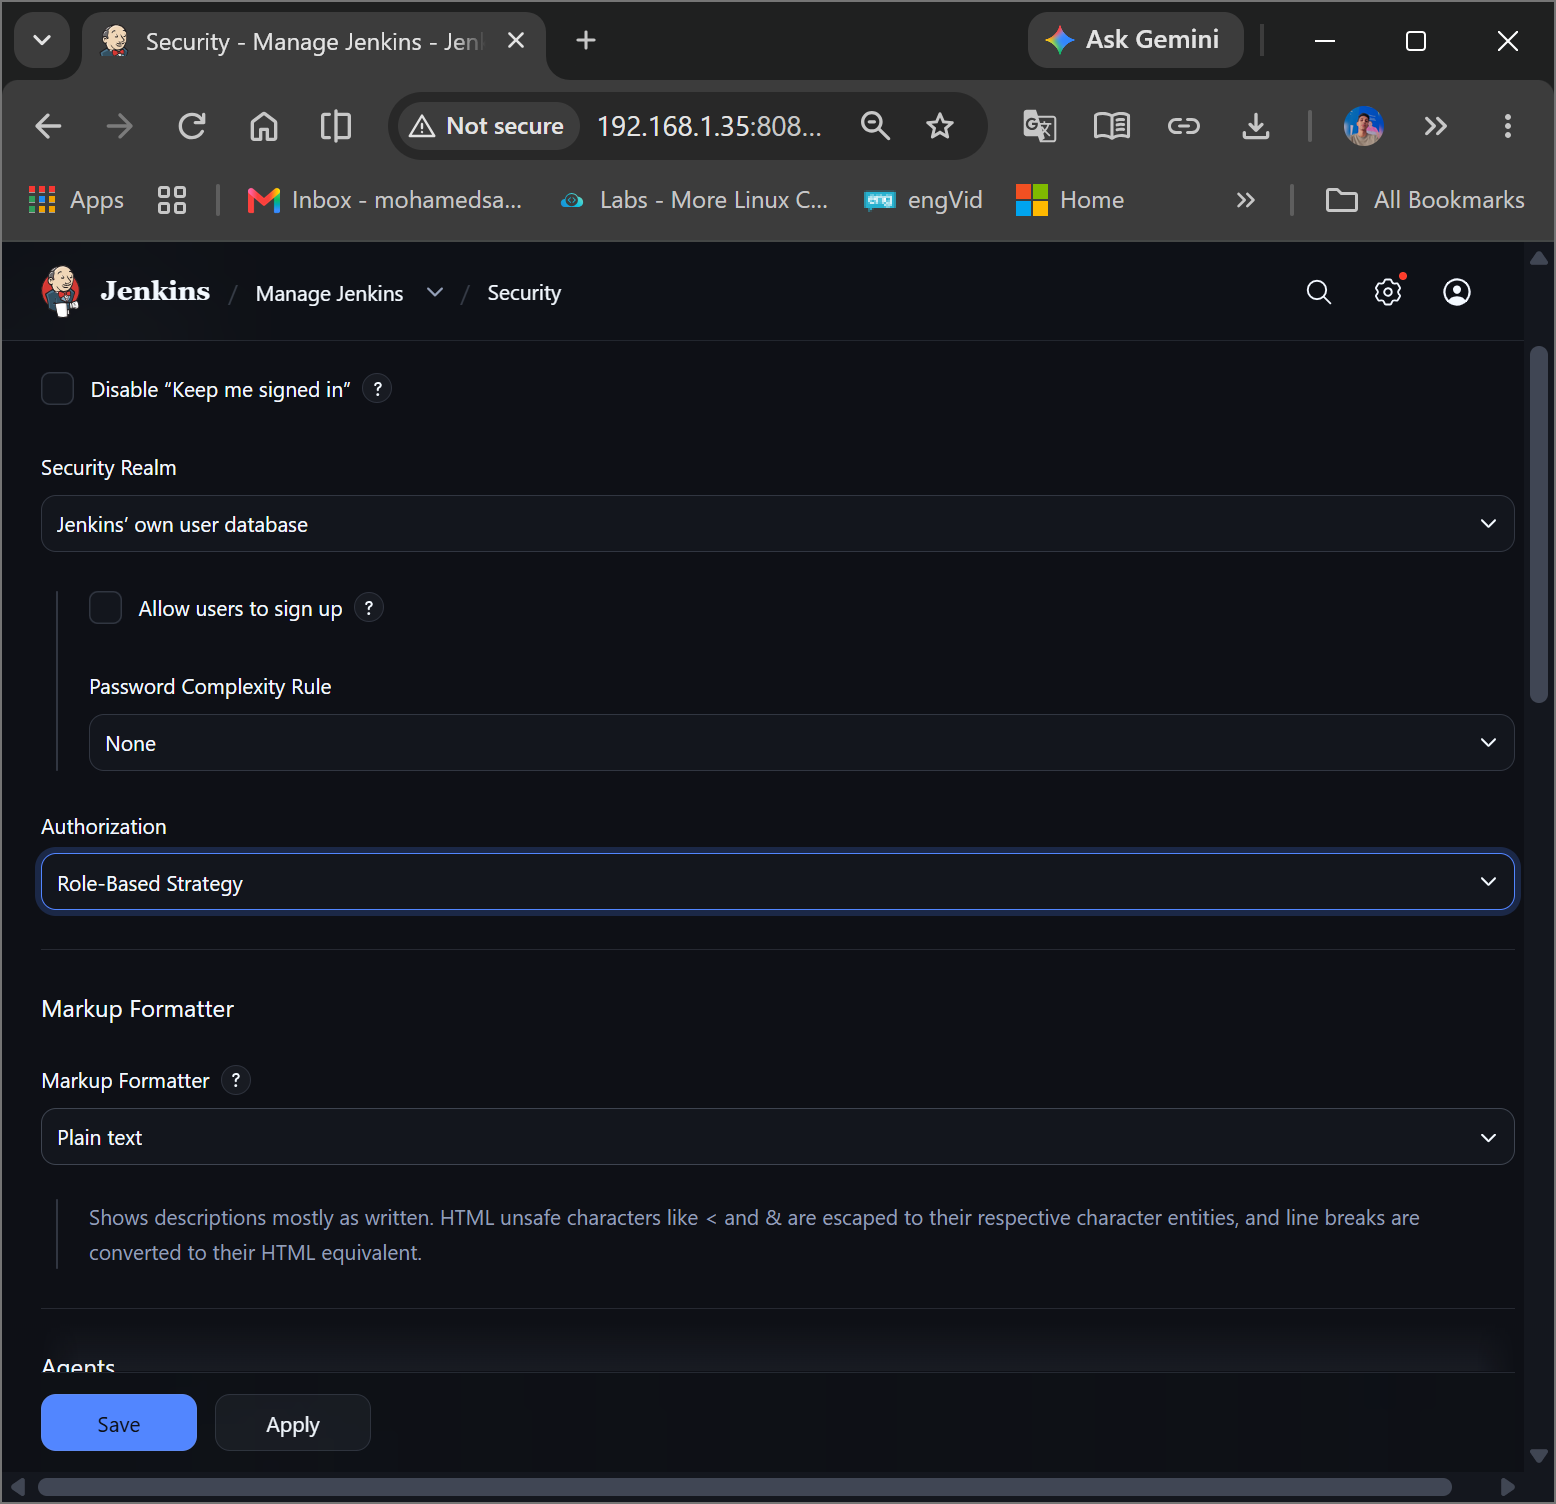 Security - Manage Jenkins - Jen
Ask Gemini
Not secure
192.168.1.35:808...
Apps
Inbox - mohamedsa...
Labs - More Linux C...
eng
engVid
Home
All Bookmarks
Jenkins / Manage Jenkins / Security
Disable “Keep me signed in” ?
Security Realm
Jenkins’ own user database
Allow users to sign up ?
Password Complexity Rule
None
Authorization
Role-Based Strategy
Markup Formatter
Markup Formatter ?
Plain text
Shows descriptions mostly as written. HTML unsafe characters like < and & are escaped to their respective character entities, and line breaks are
converted to their HTML equivalent.
Agents
Save
Apply